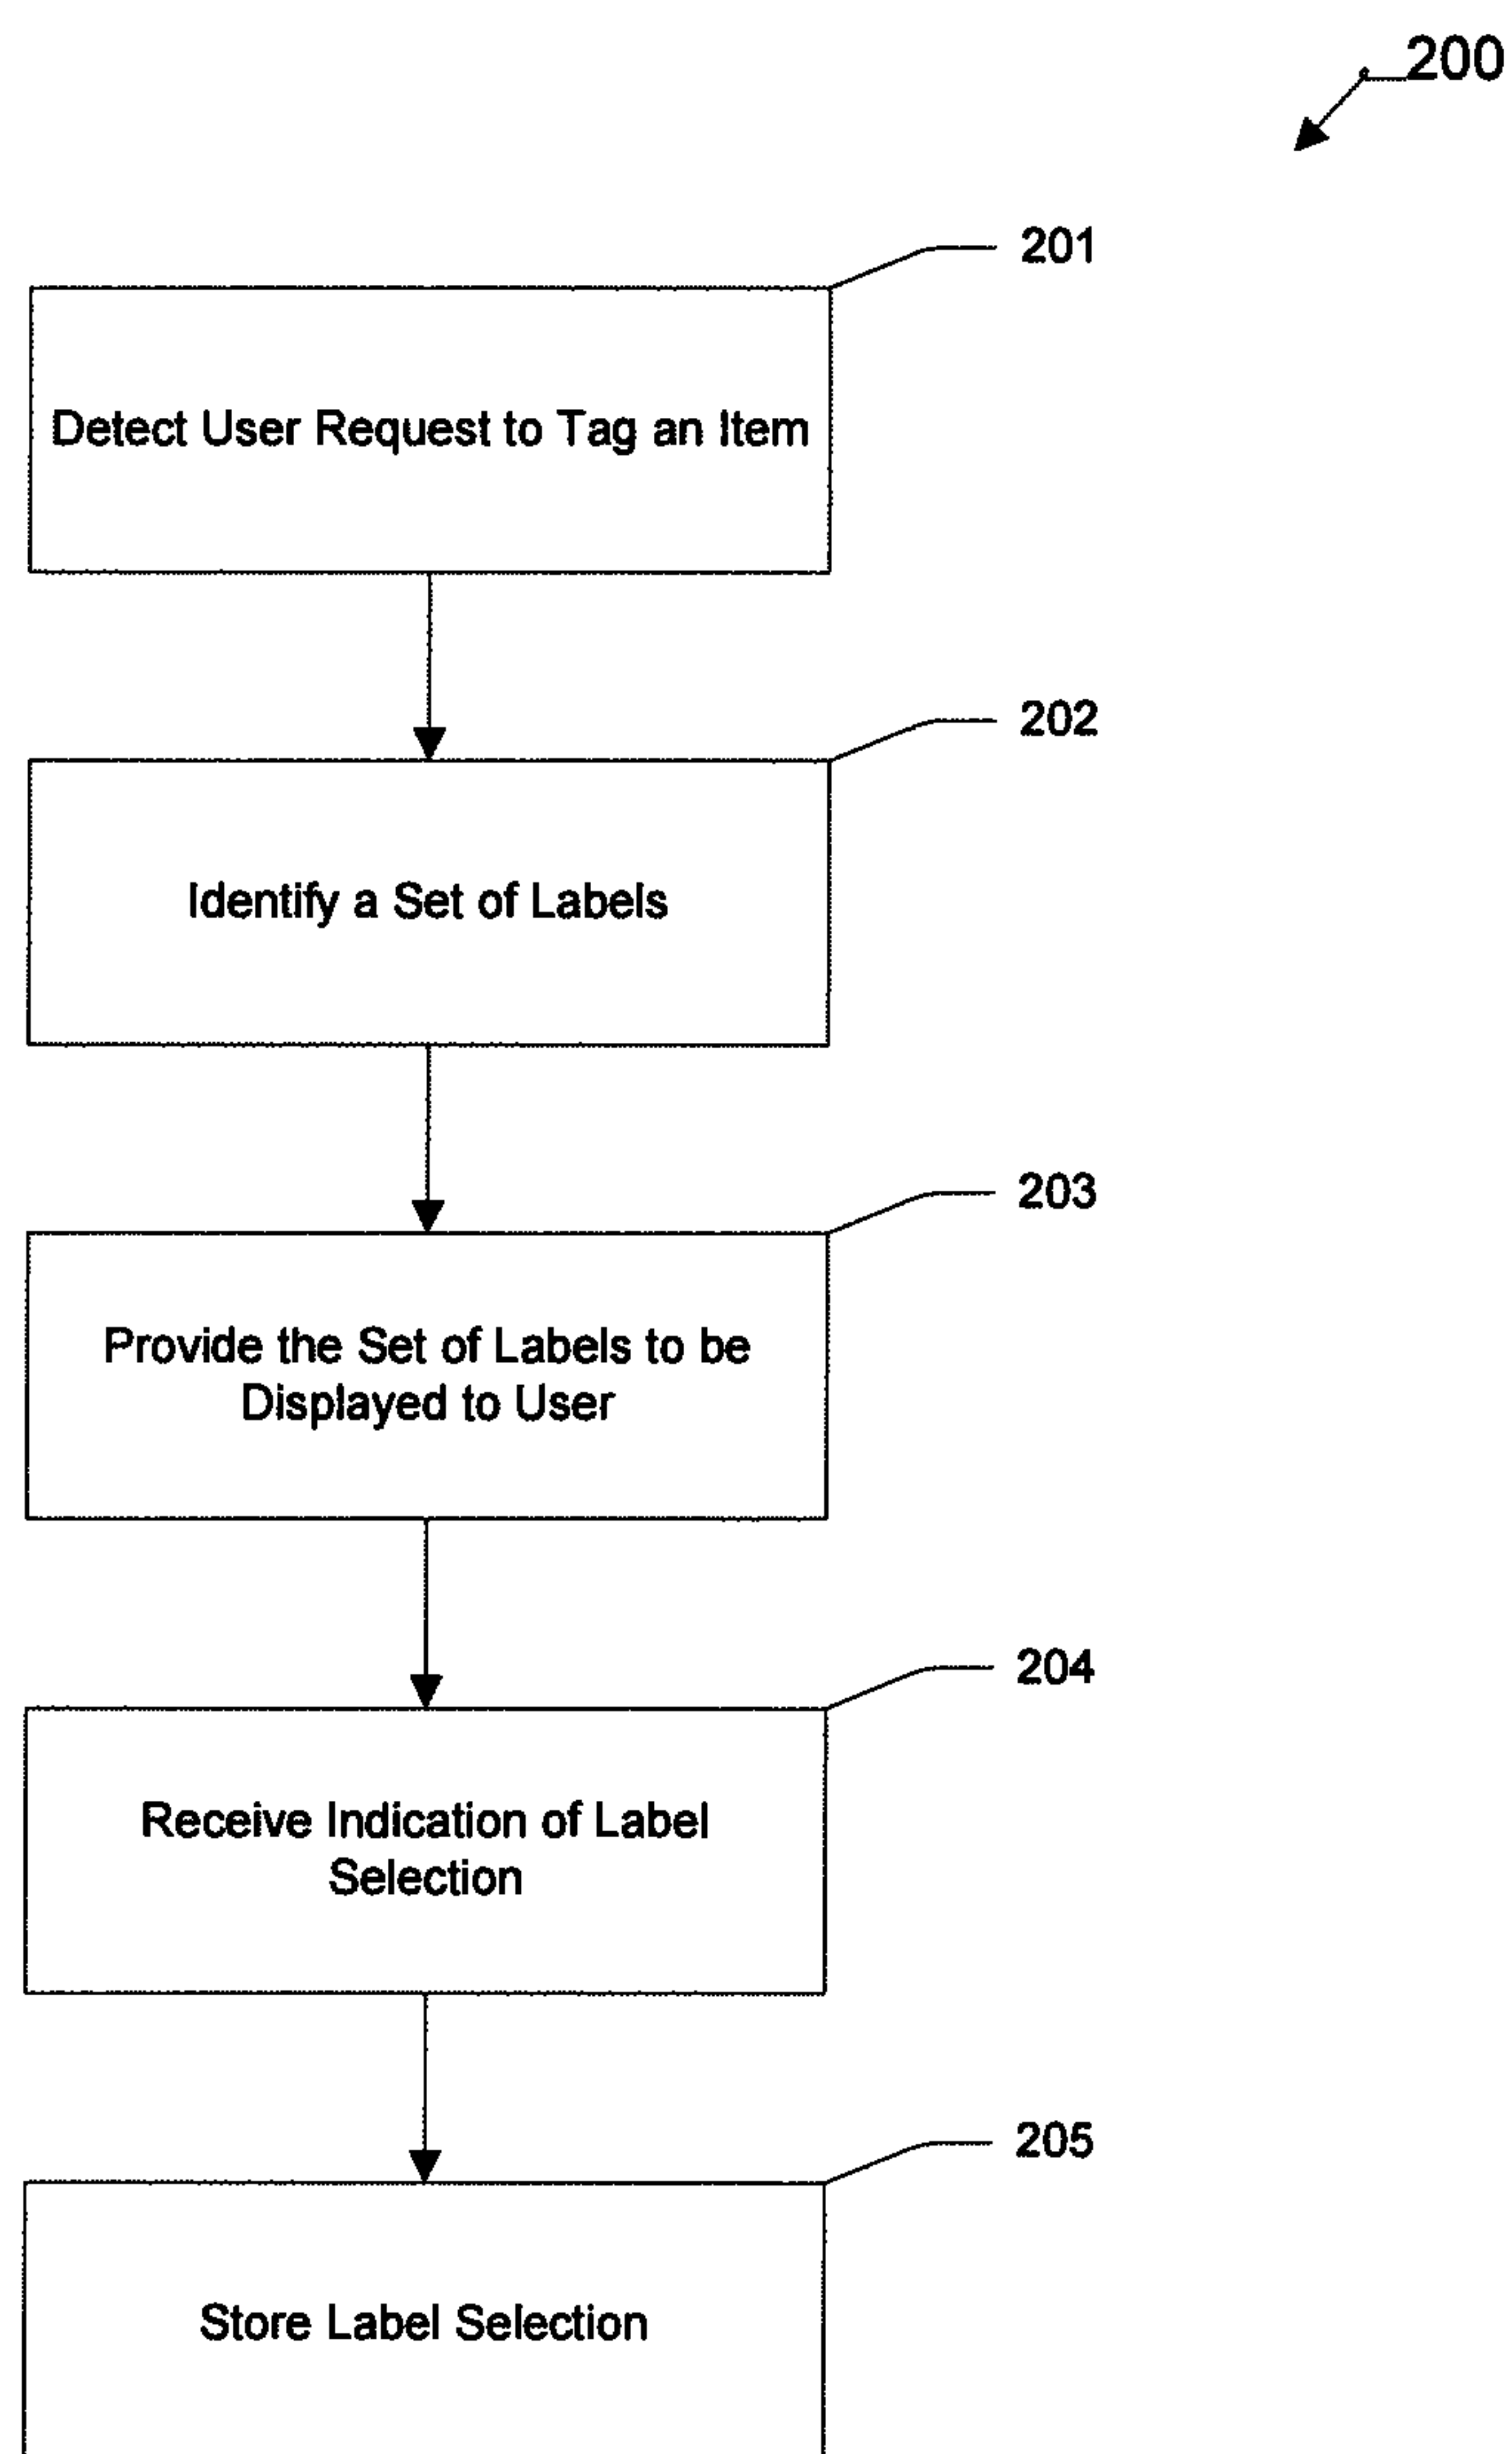 200
201
Detect User Request to Tag an Item
202
Identify a Set of Labels
203
Provide the Set of Labels to be
Displayed to User
204
Receive Indication of Label
Selection
205
Store Label Selection